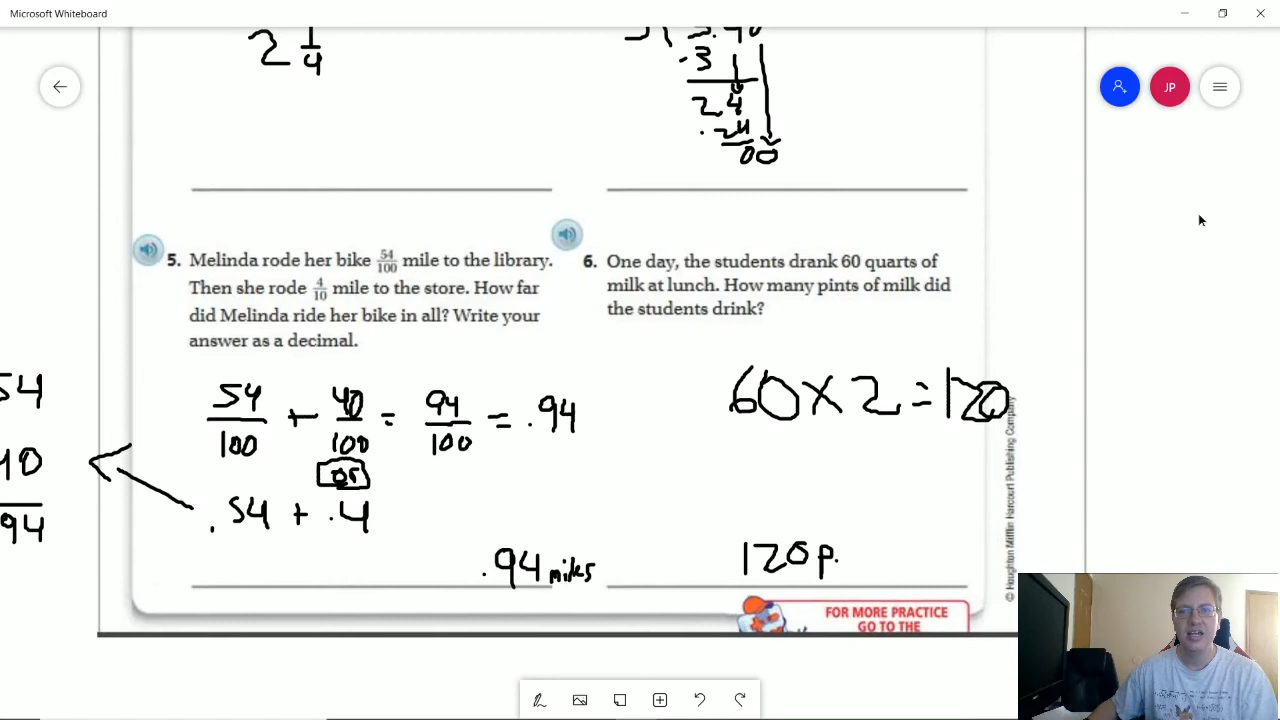 Microsoft Whiteboard
JP
2 1/4
24
.24
00
5. Melinda rode her bike 54/100 mile to the library.
Then she rode 4/10 mile to the store. How far
did Melinda ride her bike in all? Write your
answer as a decimal.
54/100 + 40/100 = 94/100 = .94
or
.54 + .4
.94 miles
54
40
94
6. One day, the students drank 60 quarts of
milk at lunch. How many pints of milk did
the students drink?
60 x 2 = 120
120 p.
© Houghton Mifflin Harcourt Publishing Company
FOR MORE PRACTICE
GO TO THE